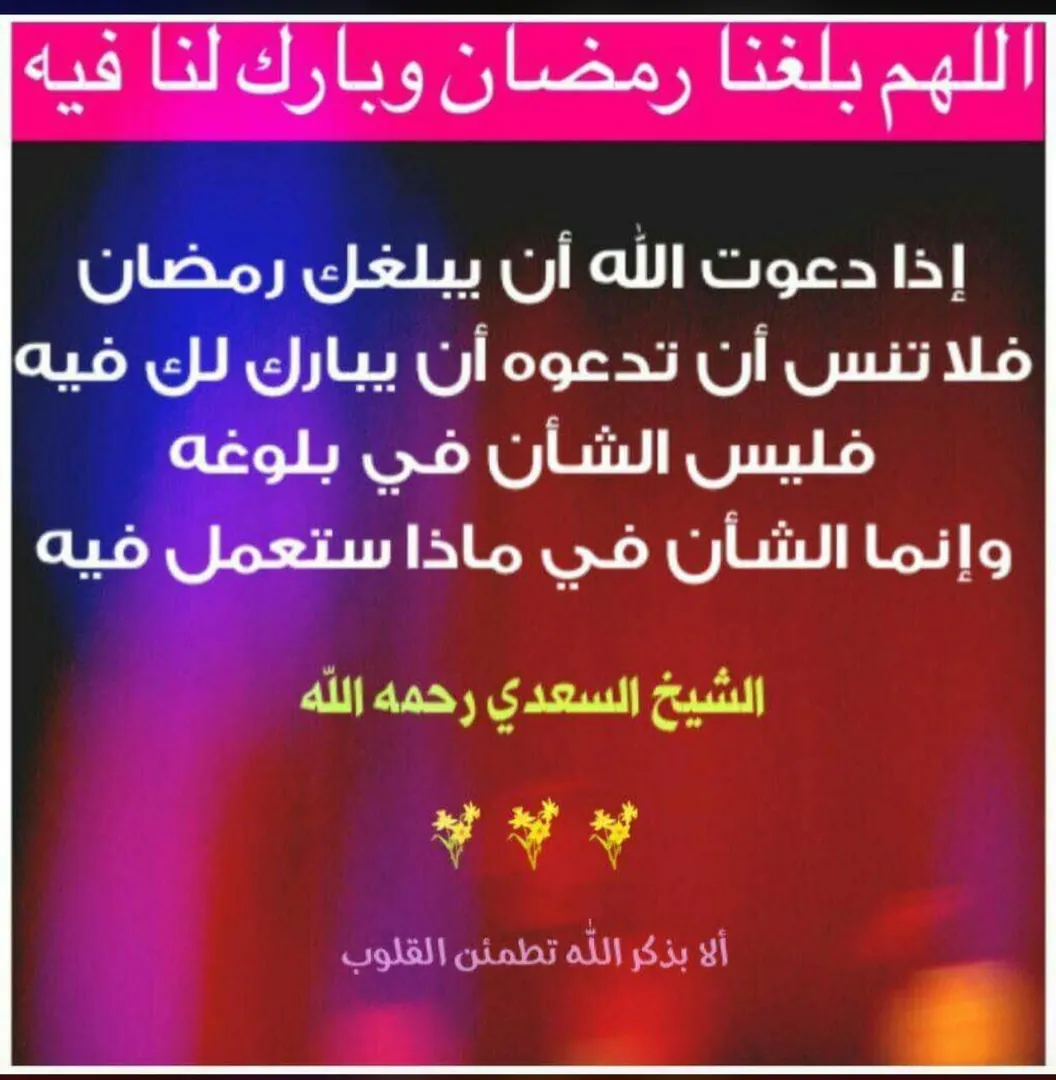 اللهم بلغنا رمضان وبارك لنا فيه
إذا دعوت الله أن يبلغك رمضان
فلا تنس أن تدعوه أن يبارك لك فيه
فليس الشأن في بلوغه
وإنما الشأن في ماذا ستعمل فيه
الشيخ السعدي رحمه الله
ألا بذكر الله تطمئن القلوب